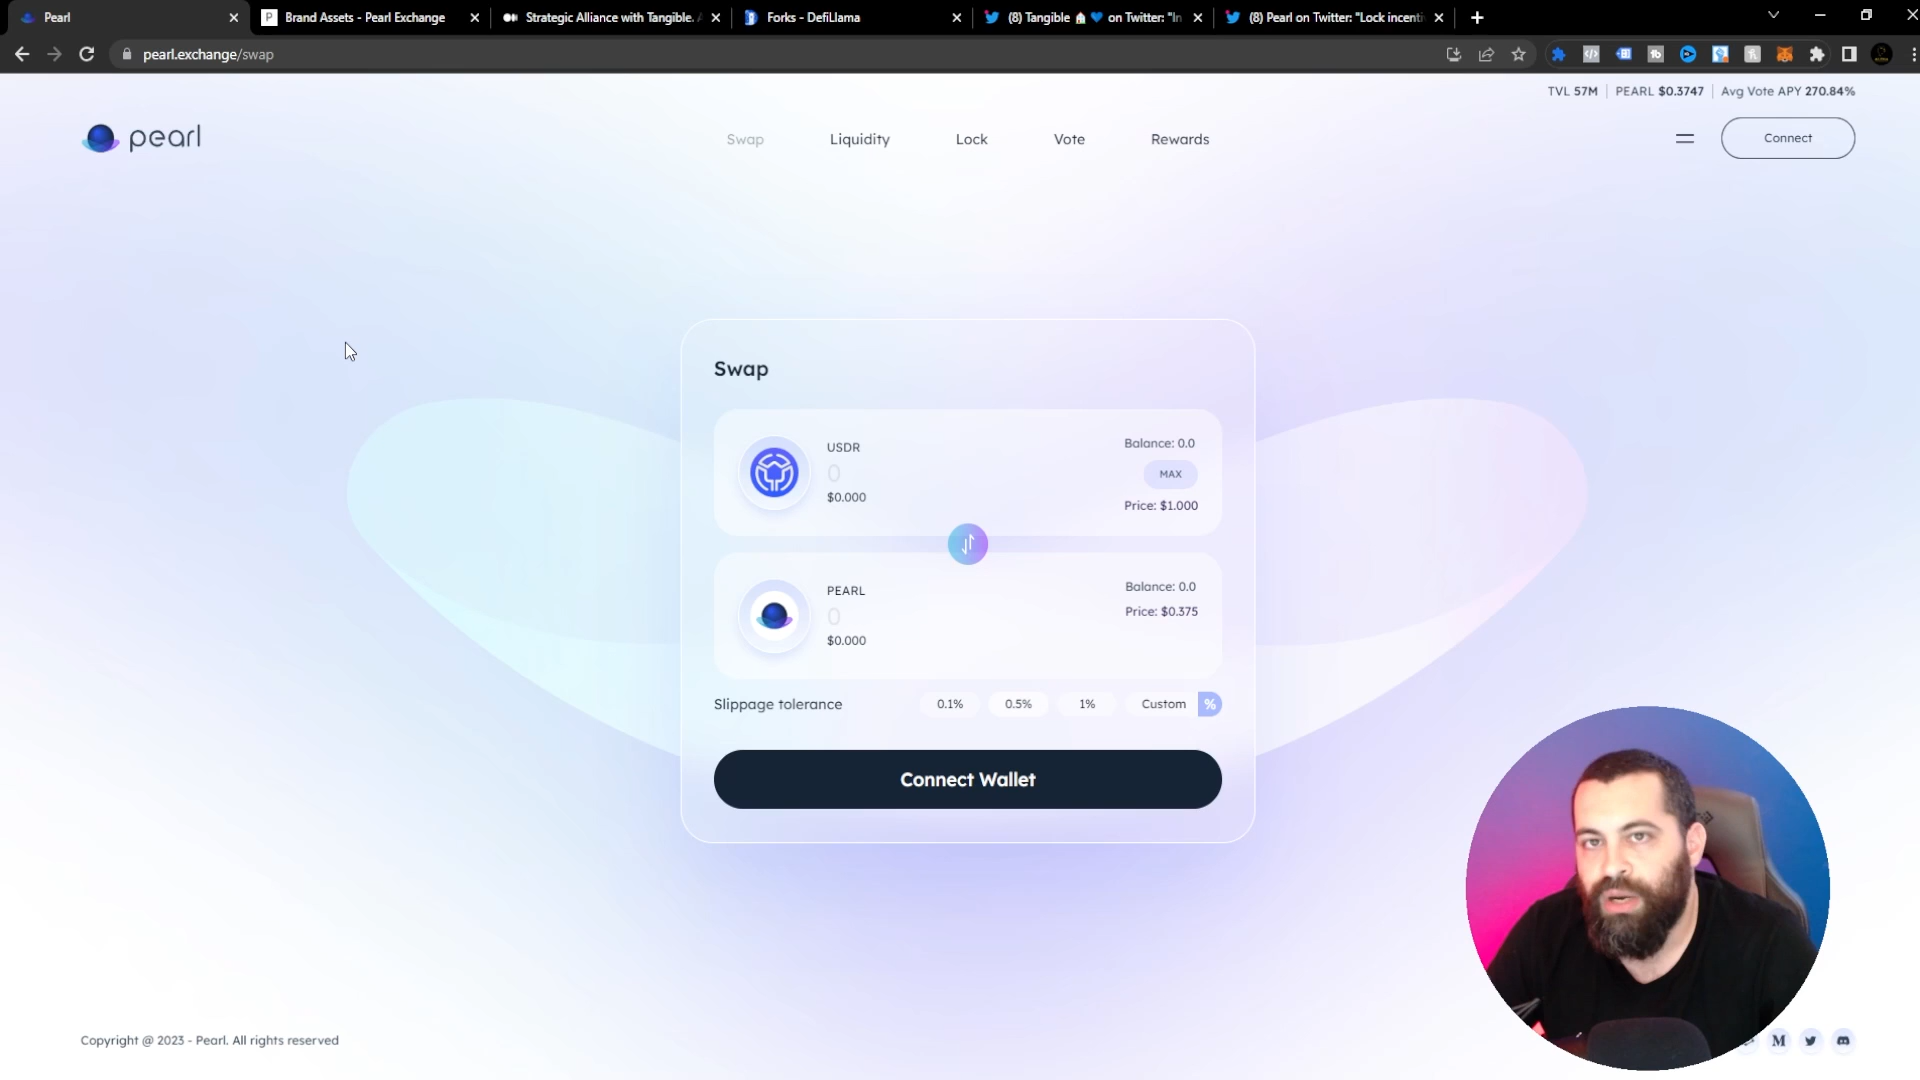 Pearl
Brand Assets - Pearl Exchange
Strategic Alliance with Tangible.
Forks - DefiLlama
(8) Tangible 🏠💙 on Twitter: "In
(8) Pearl on Twitter: "Lock incenti
pearl.exchange/swap
TVL 57M
PEARL $0.3747
Avg Vote APY 270.84%
pearl
Swap
Liquidity
Lock
Vote
Rewards
Connect
Swap
USDR
0
$0.000
Balance: 0.0
MAX
Price: $1.000
PEARL
0
$0.000
Balance: 0.0
Price: $0.375
Slippage tolerance
0.1%
0.5%
1%
Custom
%
Connect Wallet
Copyright @ 2023 - Pearl. All rights reserved